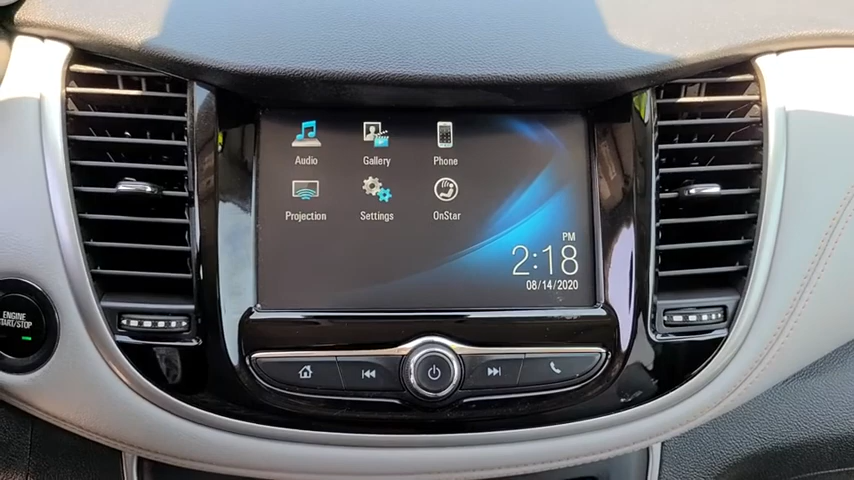 Audio
Gallery
Phone
Projection
Settings
OnStar
PM
2:18
08/14/2020
ENGINE
START/STOP